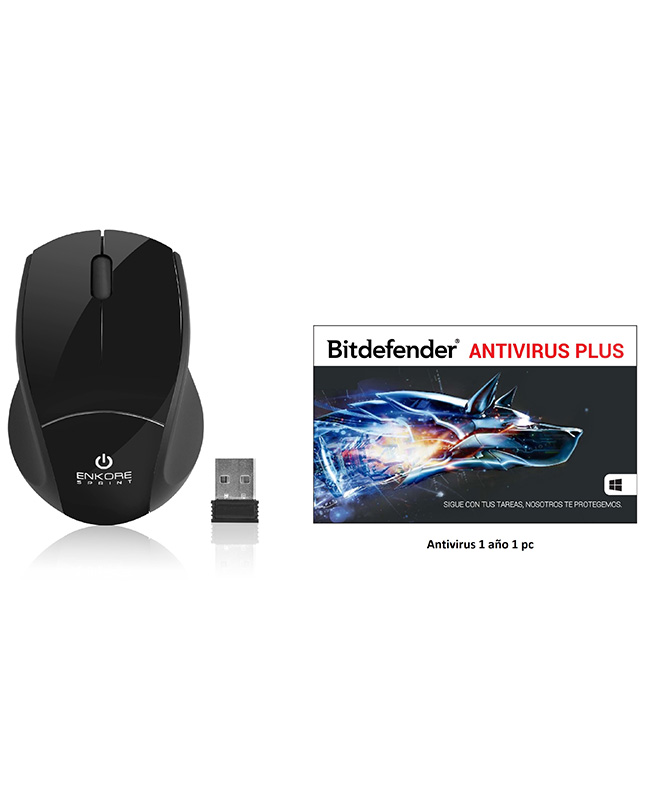 ENKORE
SPRINT
Bitdefender® ANTIVIRUS PLUS
SIGUE CON TUS TAREAS, NOSOTROS TE PROTEGEMOS.
Antivirus 1 año 1 pc